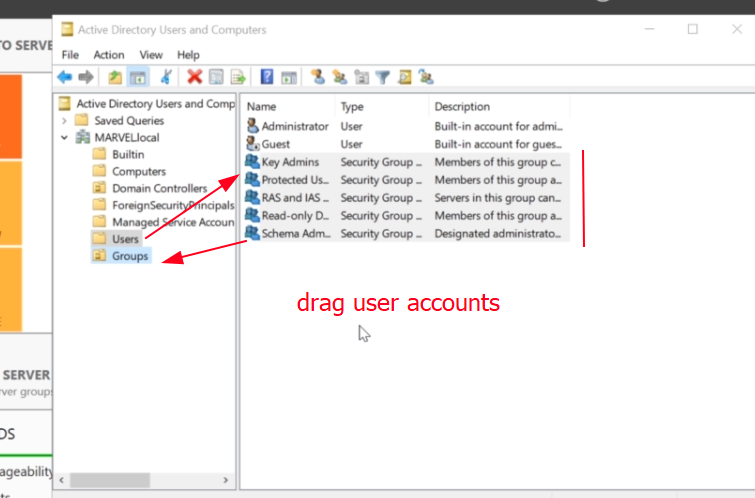 TO SERVE
Active Directory Users and Computers
File Action View Help
Active Directory Users and Comp
Saved Queries
MARVEL.local
Builtin
Computers
Domain Controllers
ForeignSecurityPrincipals
Managed Service Accoun
Users
Groups
Name Type Description
Administrator User Built-in account for admi...
Guest User Built-in account for gues...
Key Admins Security Group ... Members of this group c...
Protected Us... Security Group ... Members of this group a...
RAS and IAS ... Security Group ... Servers in this group can...
Read-only D... Security Group ... Members of this group a...
Schema Adm... Security Group ... Designated administrato...
drag user accounts
SERVER
rver groups
ageability